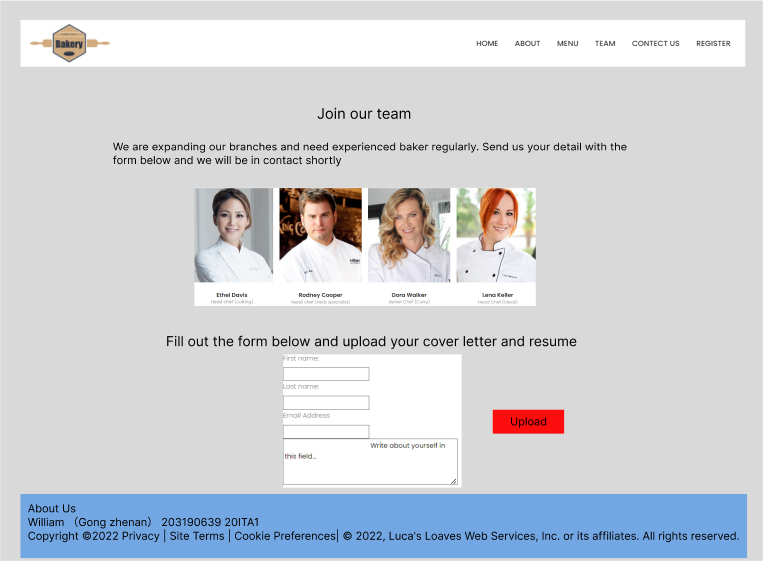 Bakery
HOME ABOUT MENU TEAM CONTECT US REGISTER
Join our team
We are expanding our branches and need experienced baker regularly. Send us your detail with the
form below and we will be in contact shortly
Ethel Davis Rodney Cooper Dora Walker Lena Keller
Head chef (cutting) Head chef (Herb specialist) Senior Chef (Curry) Head Chef (Salad)
Fill out the form below and upload your cover letter and resume
First name:
Last name:
Email Address:
Upload
Write about yourself in
this field...
About Us
William （Gong zhenan） 203190639 20ITA1
Copyright ©2022 Privacy | Site Terms | Cookie Preferences| © 2022, Luca's Loaves Web Services, Inc. or its affiliates. All rights reserved.